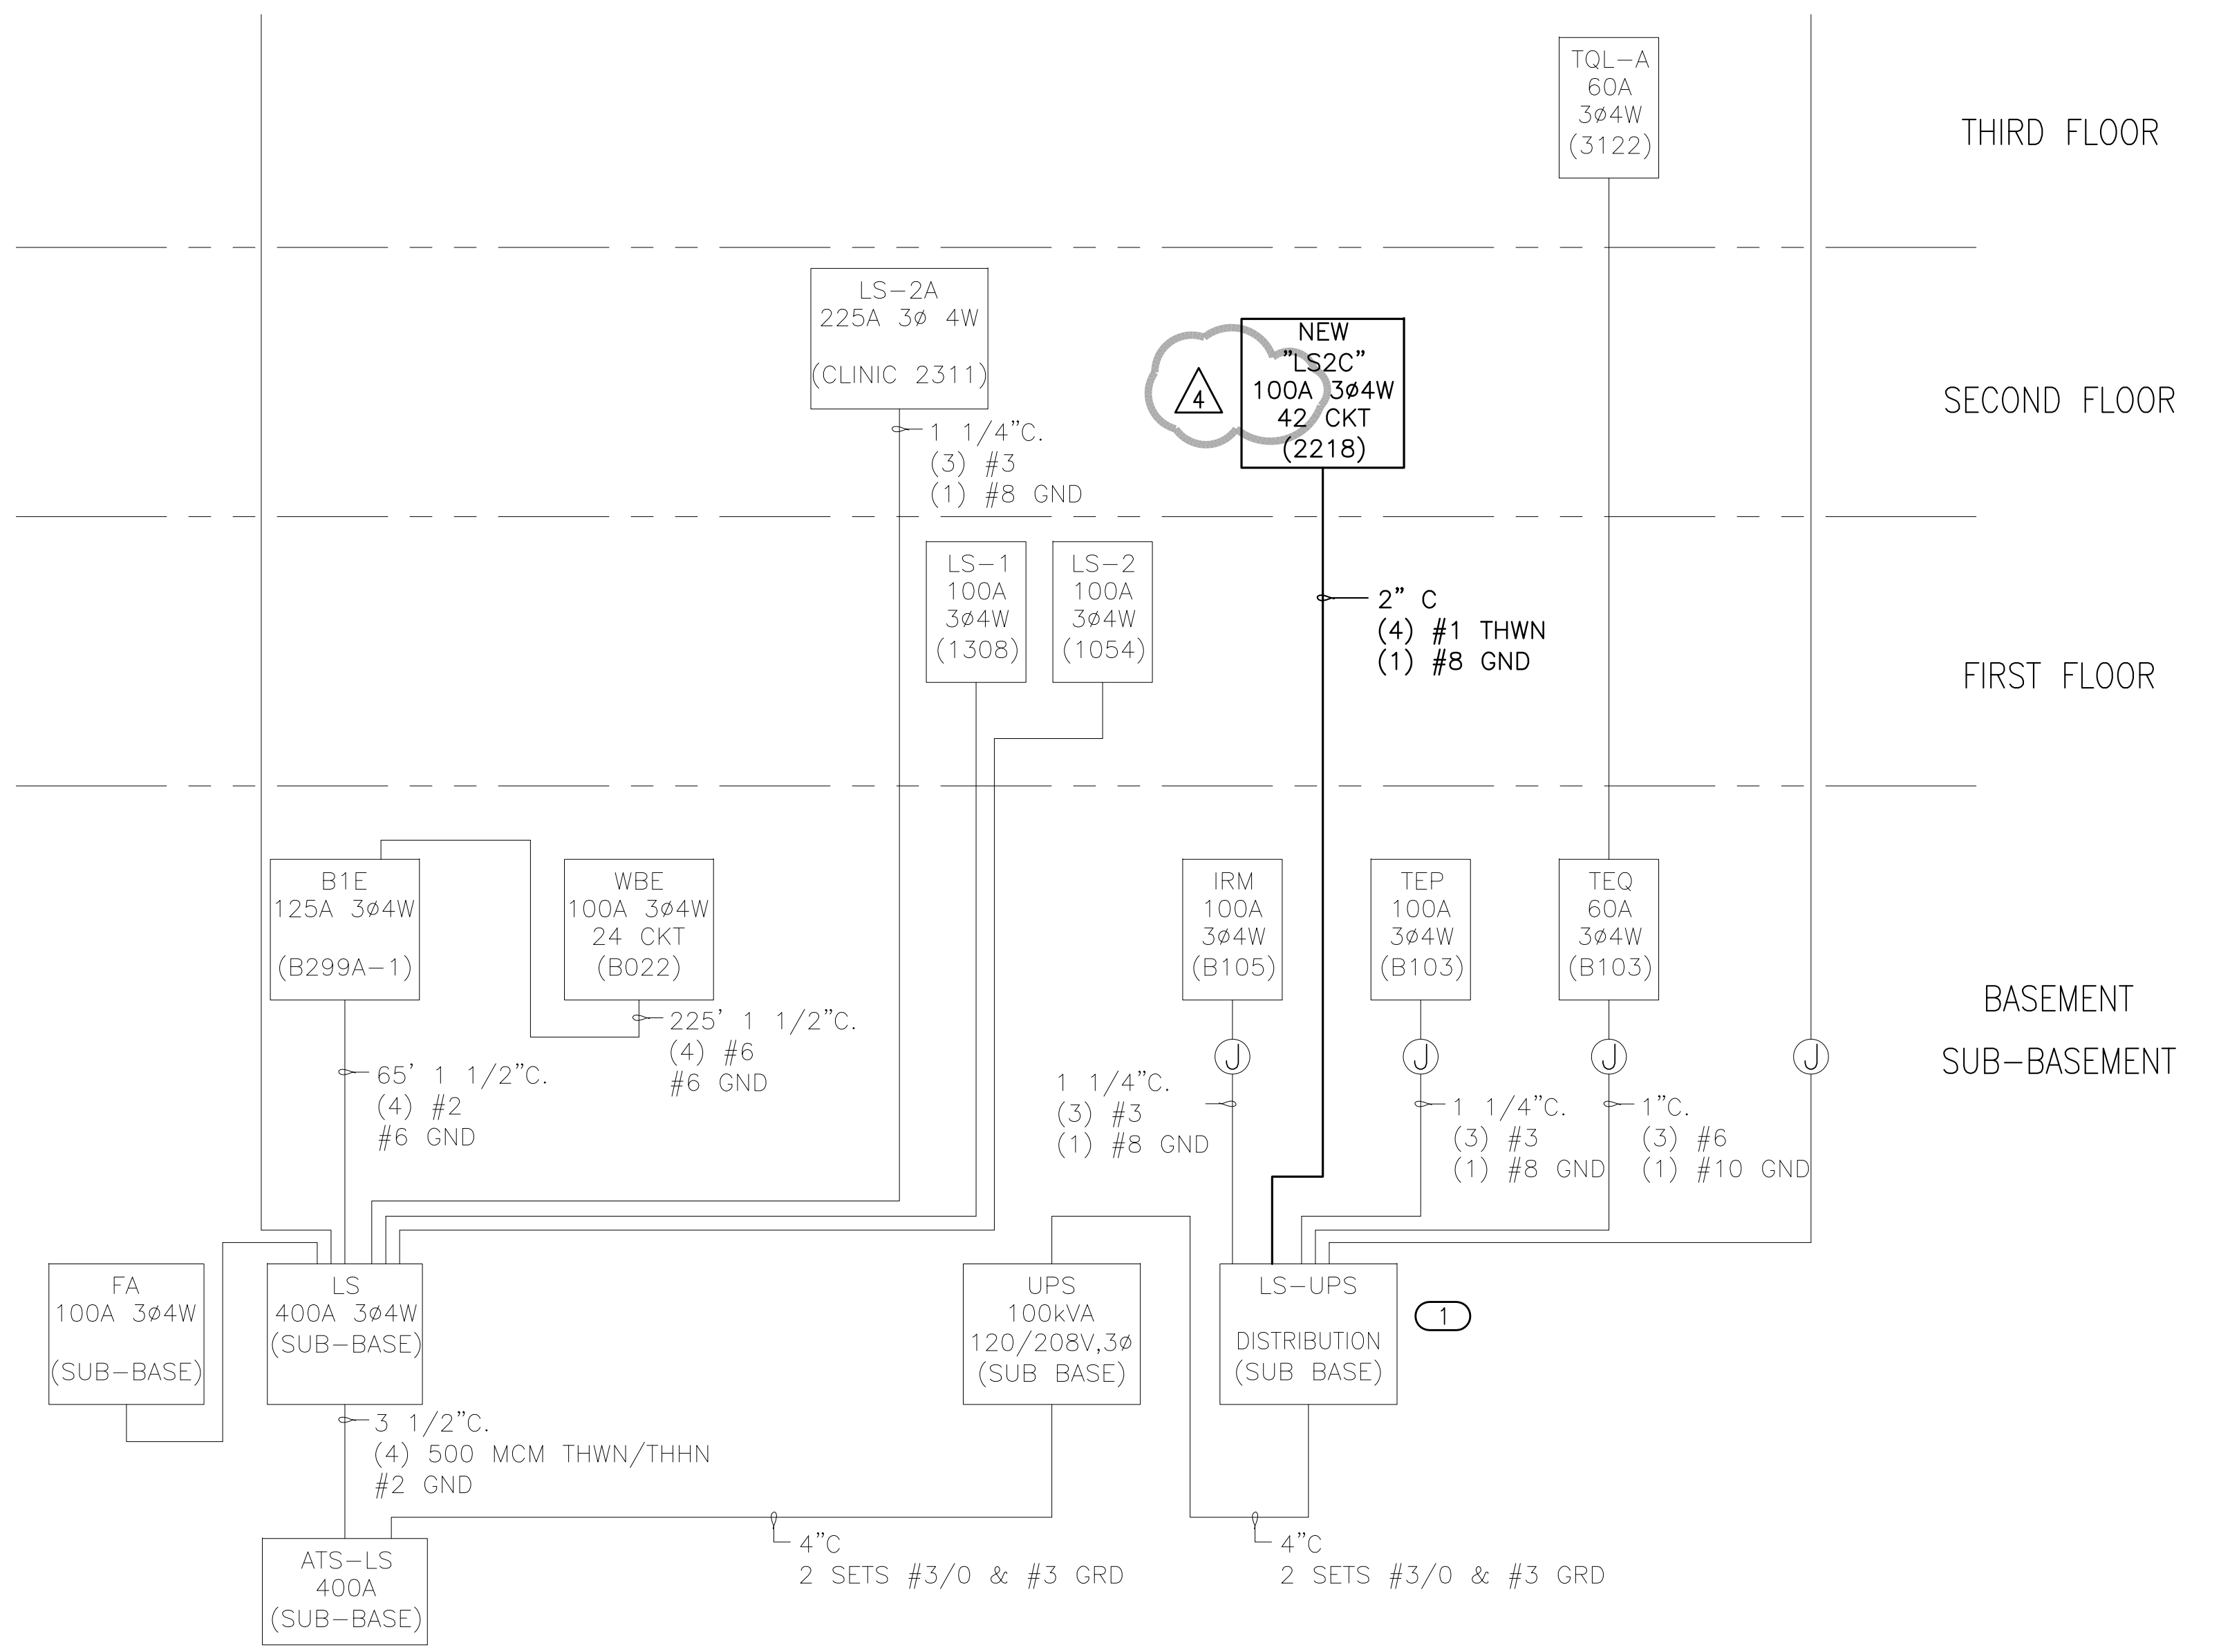 TQL-A
60A
3ø4W
(3122)
THIRD FLOOR
LS-2A
225A 3ø 4W
(CLINIC 2311)
1 1/4"C.
(3) #3
(1) #8 GND
4
NEW
"LS2C"
100A 3ø4W
42 CKT
(2218)
SECOND FLOOR
LS-1
100A
3ø4W
(1308)
LS-2
100A
3ø4W
(1054)
2" C
(4) #1 THWN
(1) #8 GND
FIRST FLOOR
B1E
125A 3ø4W
(B299A-1)
WBE
100A 3ø4W
24 CKT
(B022)
225' 1 1/2"C.
(4) #6
#6 GND
65' 1 1/2"C.
(4) #2
#6 GND
IRM
100A
3ø4W
(B105)
TEP
100A
3ø4W
(B103)
TEQ
60A
3ø4W
(B103)
BASEMENT
SUB-BASEMENT
J
J
J
J
1 1/4"C.
(3) #3
(1) #8 GND
1 1/4"C.
(3) #3
(1) #8 GND
1"C.
(3) #6
(1) #10 GND
FA
100A 3ø4W
(SUB-BASE)
LS
400A 3ø4W
(SUB-BASE)
UPS
100kVA
120/208V,3ø
(SUB BASE)
LS-UPS
DISTRIBUTION
(SUB BASE)
1
3 1/2"C.
(4) 500 MCM THWN/THHN
#2 GND
ATS-LS
400A
(SUB-BASE)
4"C
2 SETS #3/0 & #3 GRD
4"C
2 SETS #3/0 & #3 GRD